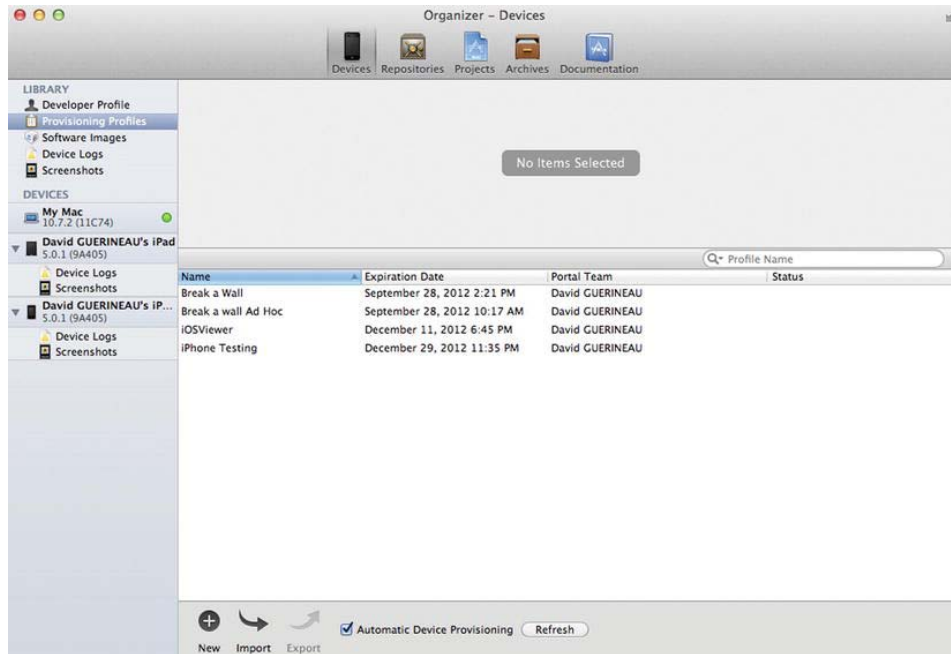 Organizer – Devices
Devices Repositories Projects Archives Documentation
LIBRARY
Developer Profile
Provisioning Profiles
Software Images
Device Logs
Screenshots
No Items Selected
DEVICES
My Mac
10.7.2 (11C74)
David GUERINEAU's iPad
5.0.1 (9A405)
Device Logs
Screenshots
David GUERINEAU's iP...
5.0.1 (9A405)
Device Logs
Screenshots
Profile Name
Name Expiration Date Portal Team Status
Break a Wall September 28, 2012 2:21 PM David GUERINEAU
Break a wall Ad Hoc September 28, 2012 10:17 AM David GUERINEAU
iOSViewer December 11, 2012 6:45 PM David GUERINEAU
iPhone Testing December 29, 2012 11:35 PM David GUERINEAU
New Import Export Automatic Device Provisioning Refresh